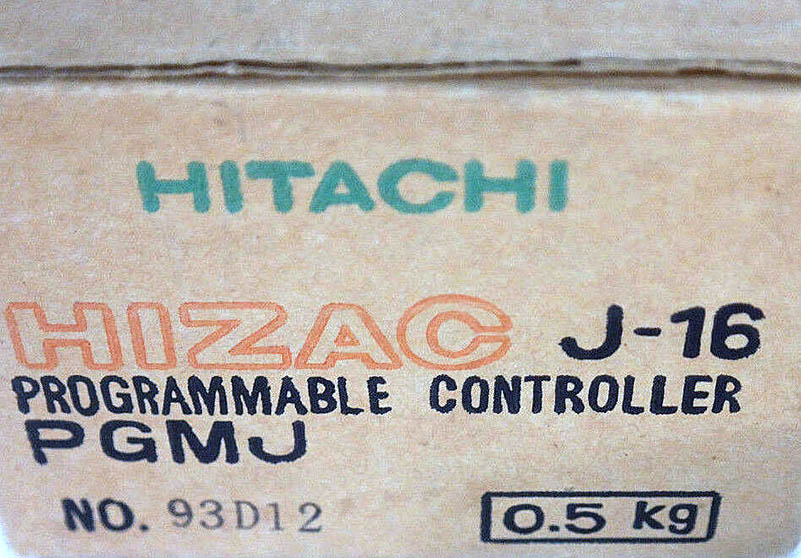 HITACHI
HIZAC J-16
PROGRAMMABLE CONTROLLER
PGMJ
NO. 93D12 0.5 kg